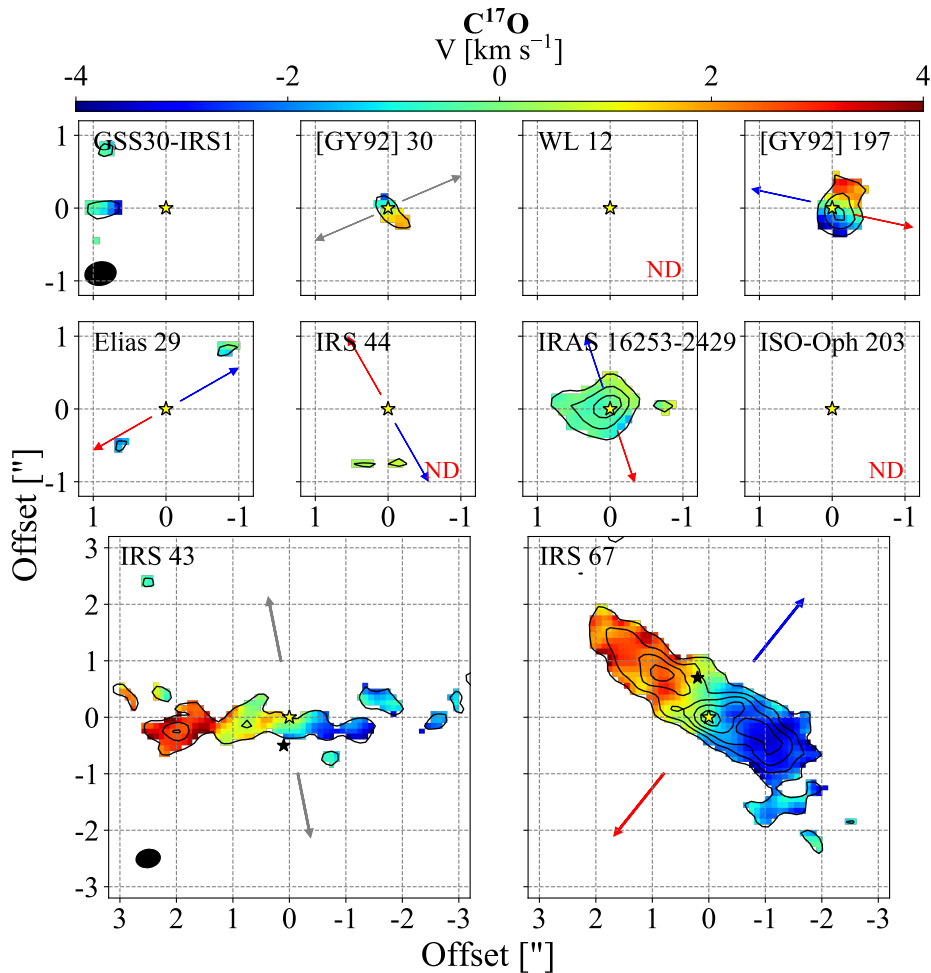 C¹⁷O
V [km s⁻¹]
-4 -2 0 2 4
GSS30-IRS1 [GY92] 30 WL 12 [GY92] 197
1
0
-1
ND
Elias 29 IRS 44 IRAS 16253-2429 ISO-Oph 203
1
0
-1
ND ND
1 0 -1 1 0 -1 1 0 -1 1 0 -1
Offset ["]
IRS 43 IRS 67
3
2
1
0
-1
-2
-3
3 2 1 0 -1 -2 -3 3 2 1 0 -1 -2 -3
Offset ["]